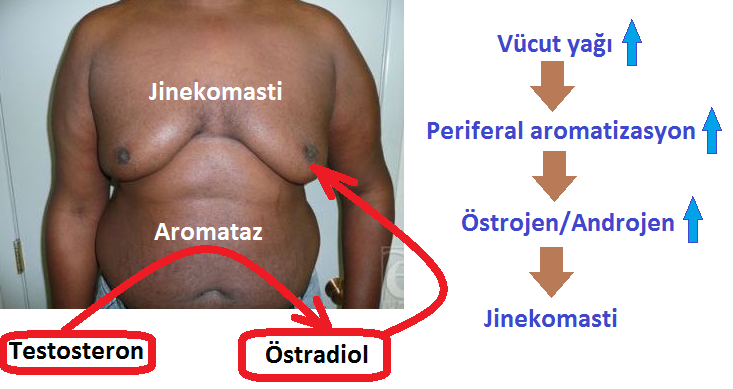 Jinekomasti
Aromataz
Testosteron
Östradiol
Vücut yağı
Periferal aromatizasyon
Östrojen/Androjen
Jinekomasti